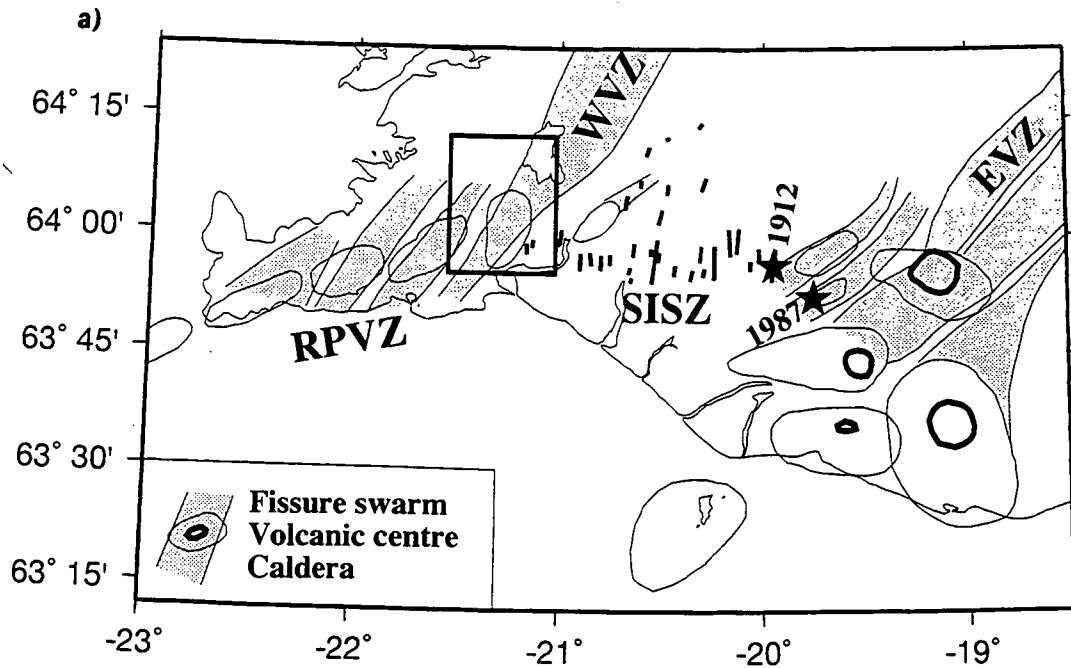 a)
64° 15'
64° 00'
63° 45'
63° 30'
63° 15'
WVZ
EVZ
1912
SISZ
1987
RPVZ
Fissure swarm
Volcanic centre
Caldera
-23°
-22°
-21°
-20°
-19°